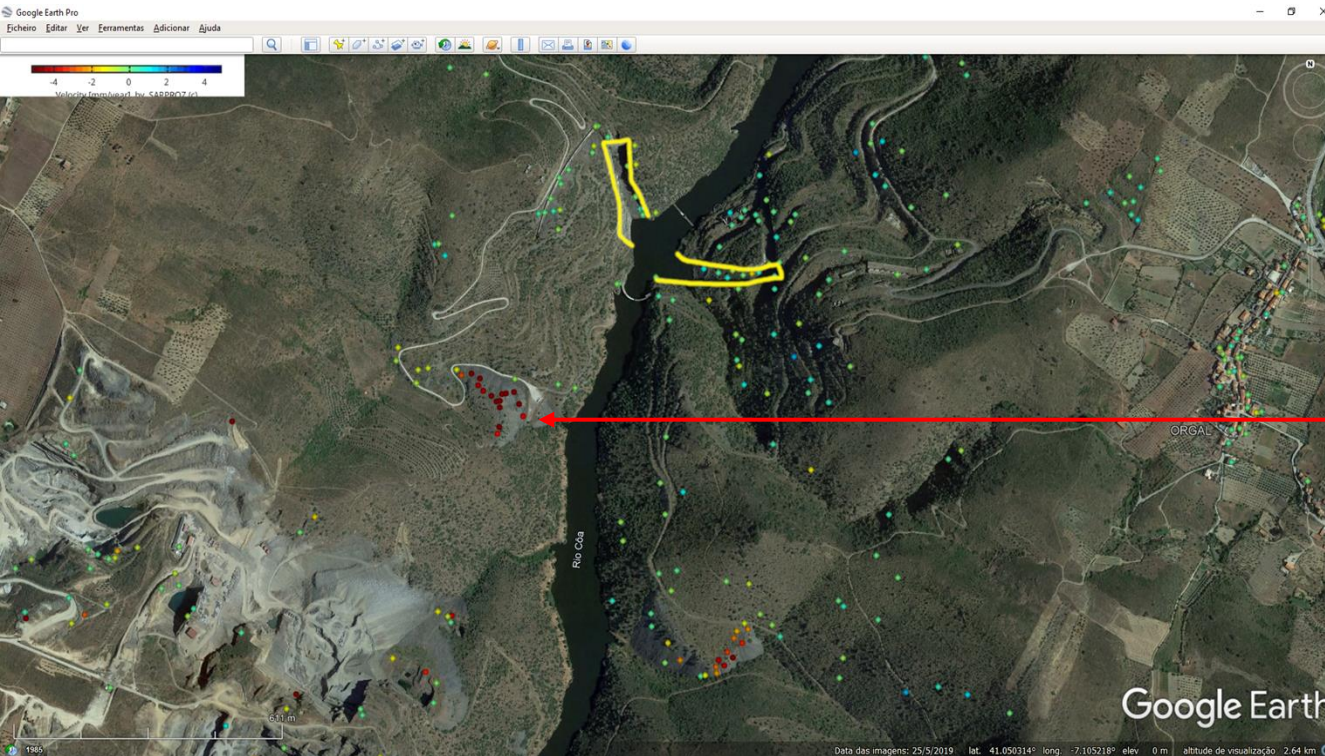 Google Earth Pro
Ficheiro Editar Ver Ferramentas Adicionar Ajuda
-4 -2 0 2 4
Velocity [mm/year], by SARPROZ (c)
N
ORGAL
Rio Côa
611 m
Google Earth
1985
Data das imagens: 25/5/2019 lat. 41.050314° long. -7.105218° elev 0 m altitude de visualização 2.64 km